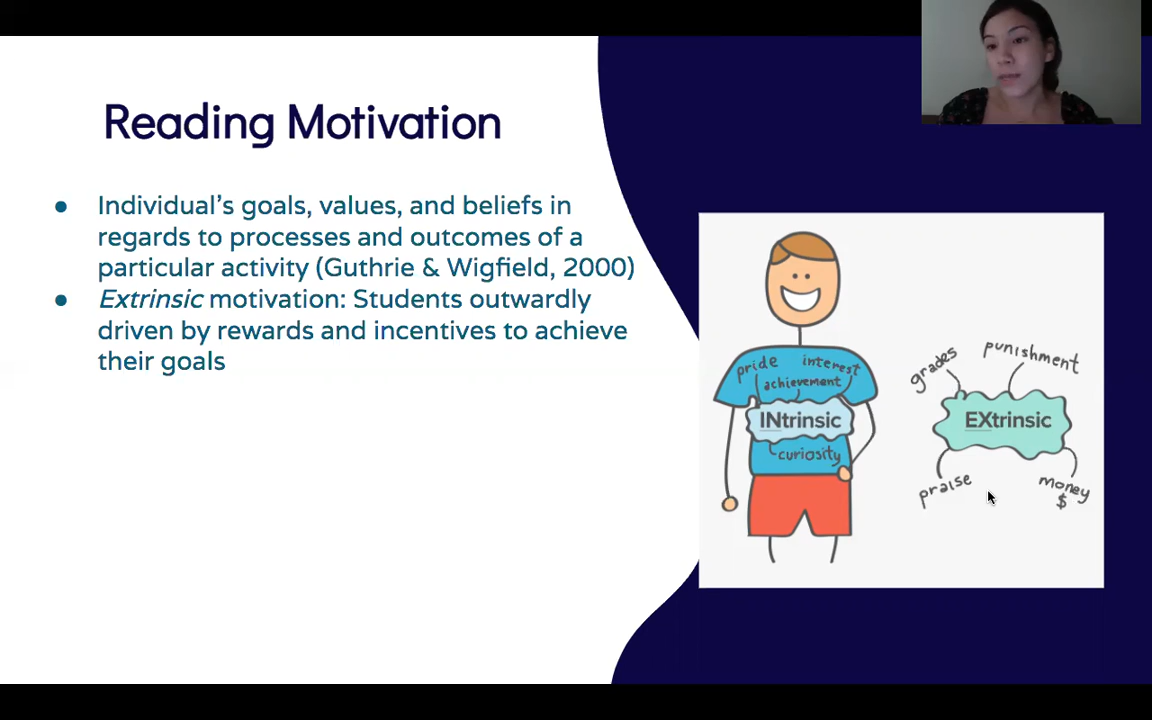 Reading Motivation
● Individual's goals, values, and beliefs in
regards to processes and outcomes of a
particular activity (Guthrie & Wigfield, 2000)
● Extrinsic motivation: Students outwardly
driven by rewards and incentives to achieve
their goals
pride interest
achievement
INtrinsic
curiosity
grades punishment
EXtrinsic
praise money
$